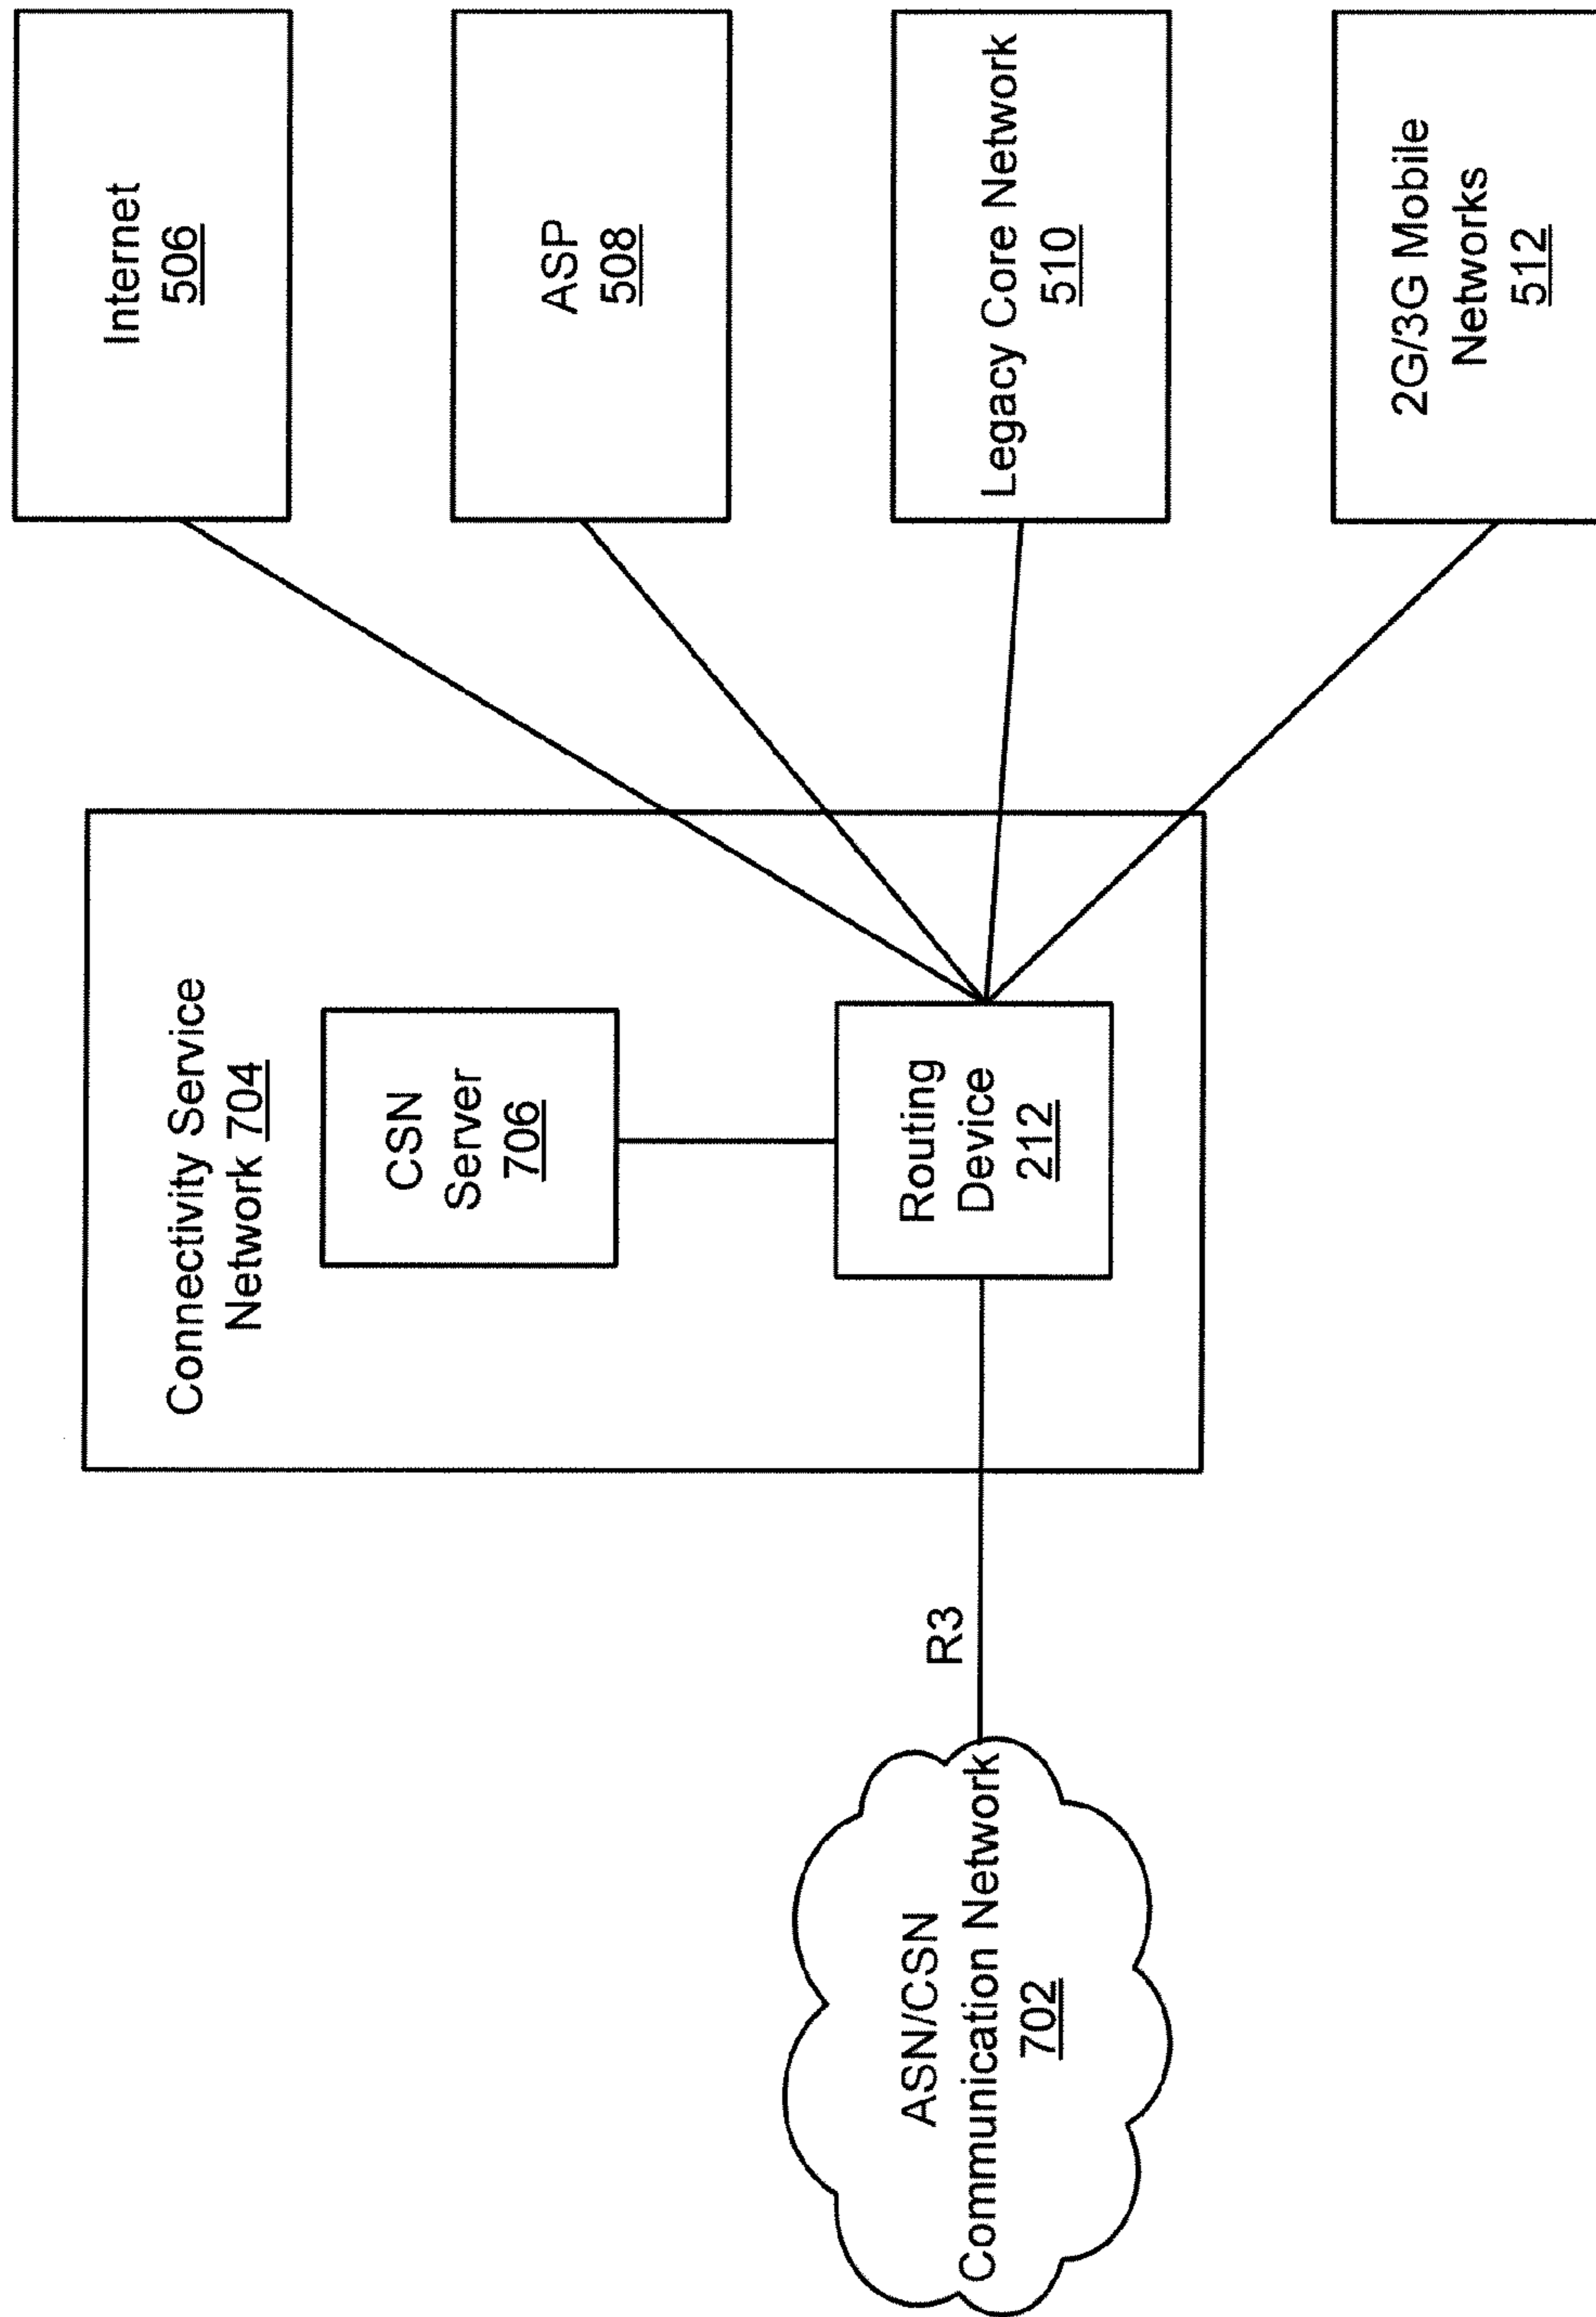 ASN/CSN
Communication Network
702
R3
Connectivity Service
Network 704
CSN
Server
706
Routing
Device
212
Internet
506
ASP
508
Legacy Core Network
510
2G/3G Mobile
Networks
512